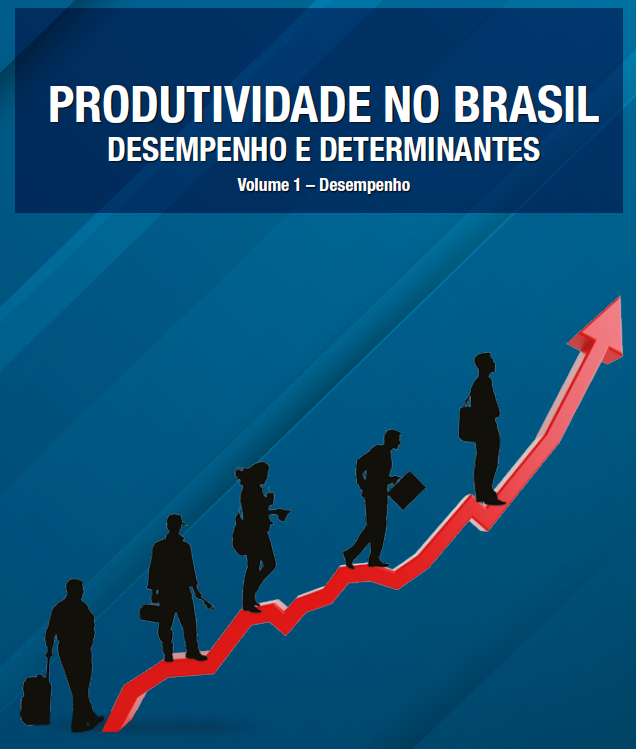 PRODUTIVIDADE NO BRASIL
DESEMPENHO E DETERMINANTES
Volume 1 – Desempenho